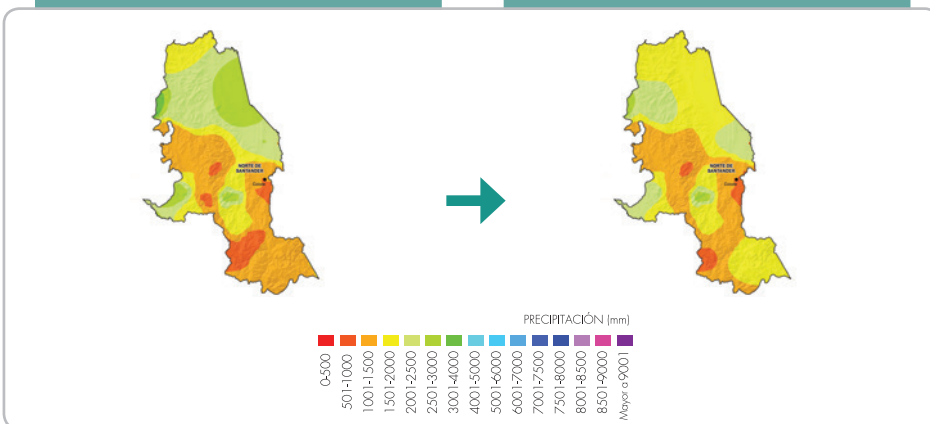 NORTE DE
SANTANDER
NORTE DE
SANTANDER
PRECIPITACIÓN (mm)
0-500
501-1000
1001-1500
1501-2000
2001-2500
2501-3000
3001-4000
4001-5000
5001-6000
6001-7000
7001-7500
7501-8000
8001-8500
8501-9000
Mayor a 9001